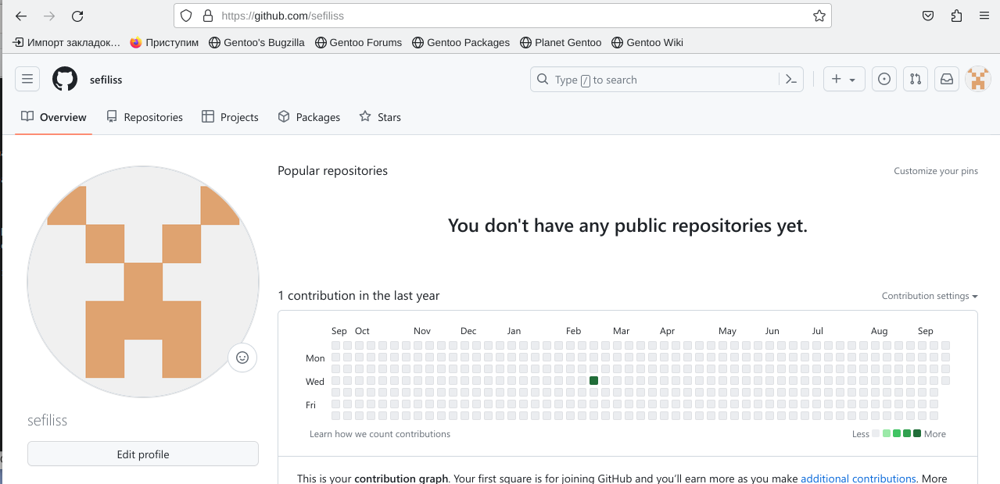 https://github.com/sefiliss
Импорт закладок… Приступим Gentoo's Bugzilla Gentoo Forums Gentoo Packages Planet Gentoo Gentoo Wiki
sefiliss Type / to search
Overview Repositories Projects Packages Stars
Popular repositories Customize your pins
You don't have any public repositories yet.
1 contribution in the last year Contribution settings
Sep Oct Nov Dec Jan Feb Mar Apr May Jun Jul Aug Sep
Mon
Wed
Fri
Learn how we count contributions Less More
sefiliss
Edit profile
This is your contribution graph. Your first square is for joining GitHub and you'll earn more as you make additional contributions. More